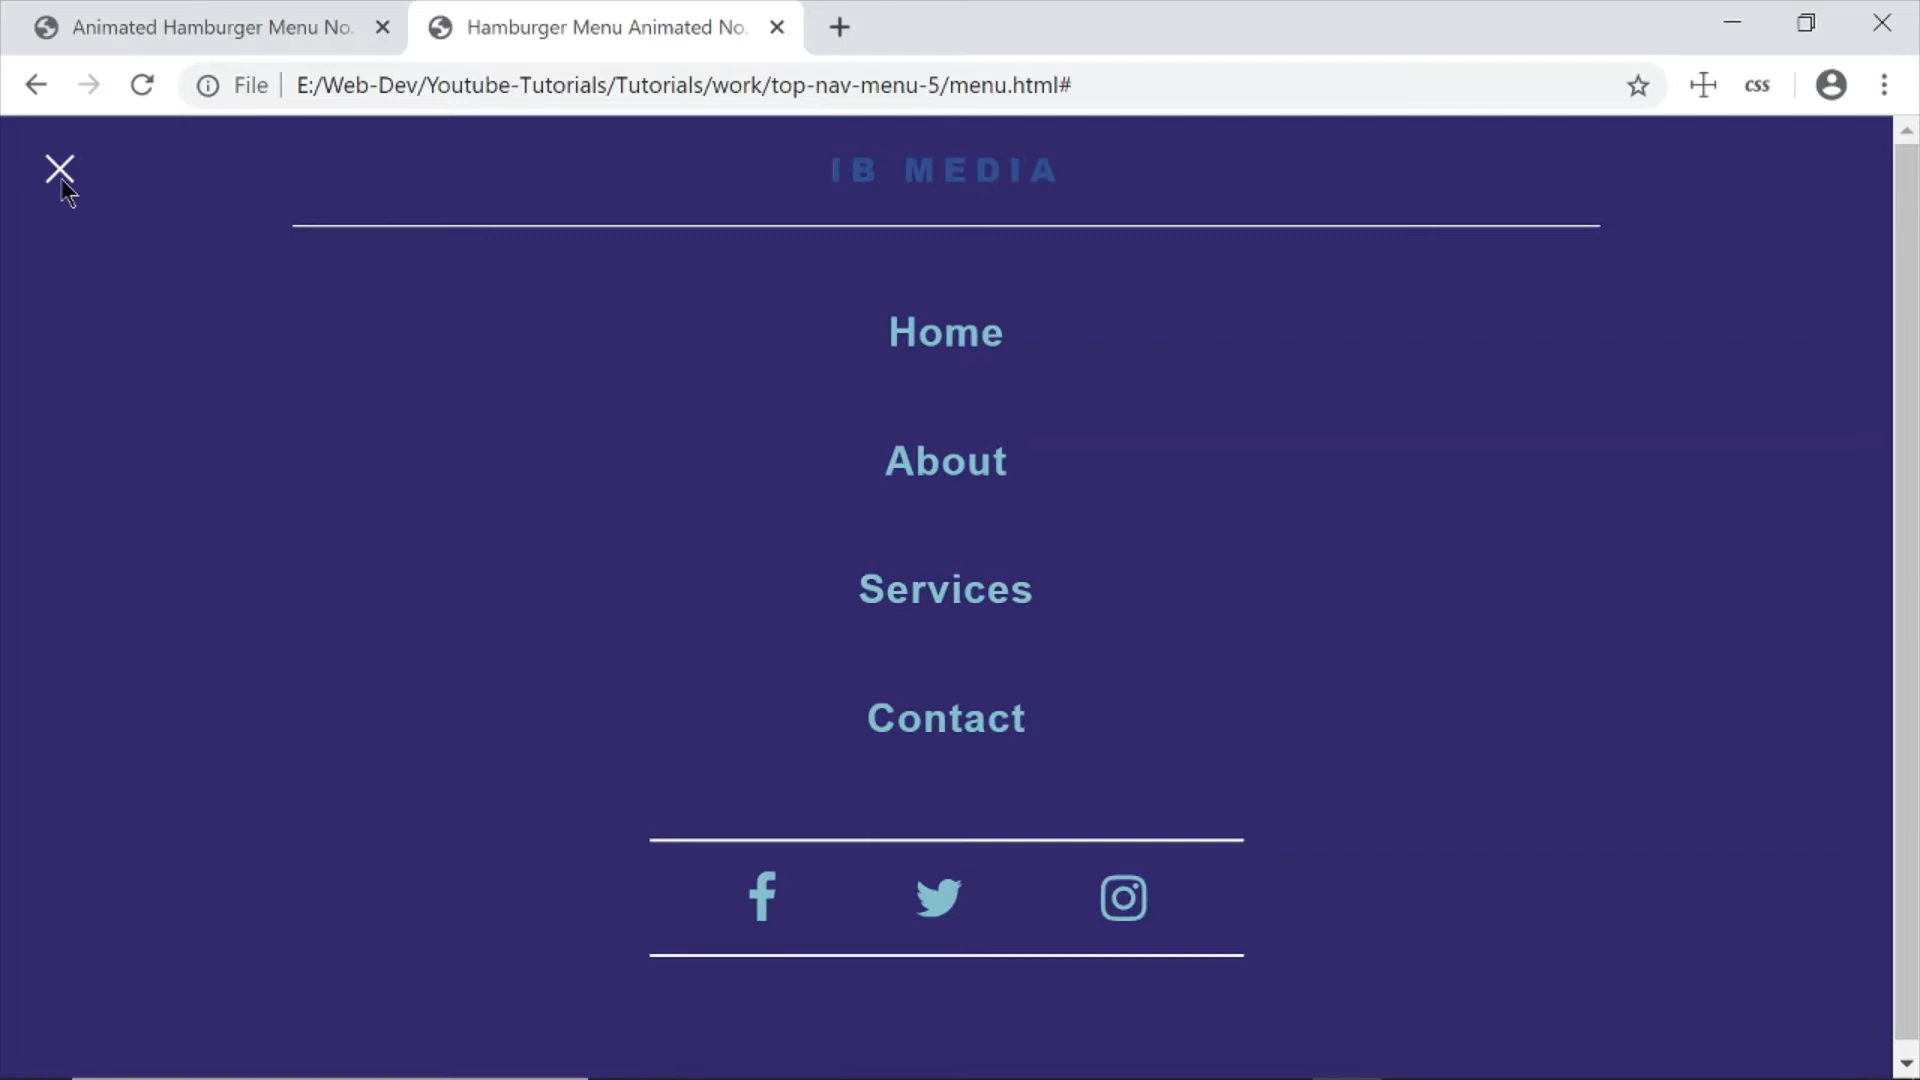 Animated Hamburger Menu No.
Hamburger Menu Animated No.
File
E:/Web-Dev/Youtube-Tutorials/Tutorials/work/top-nav-menu-5/menu.html#
css
IB MEDIA
Home
About
Services
Contact